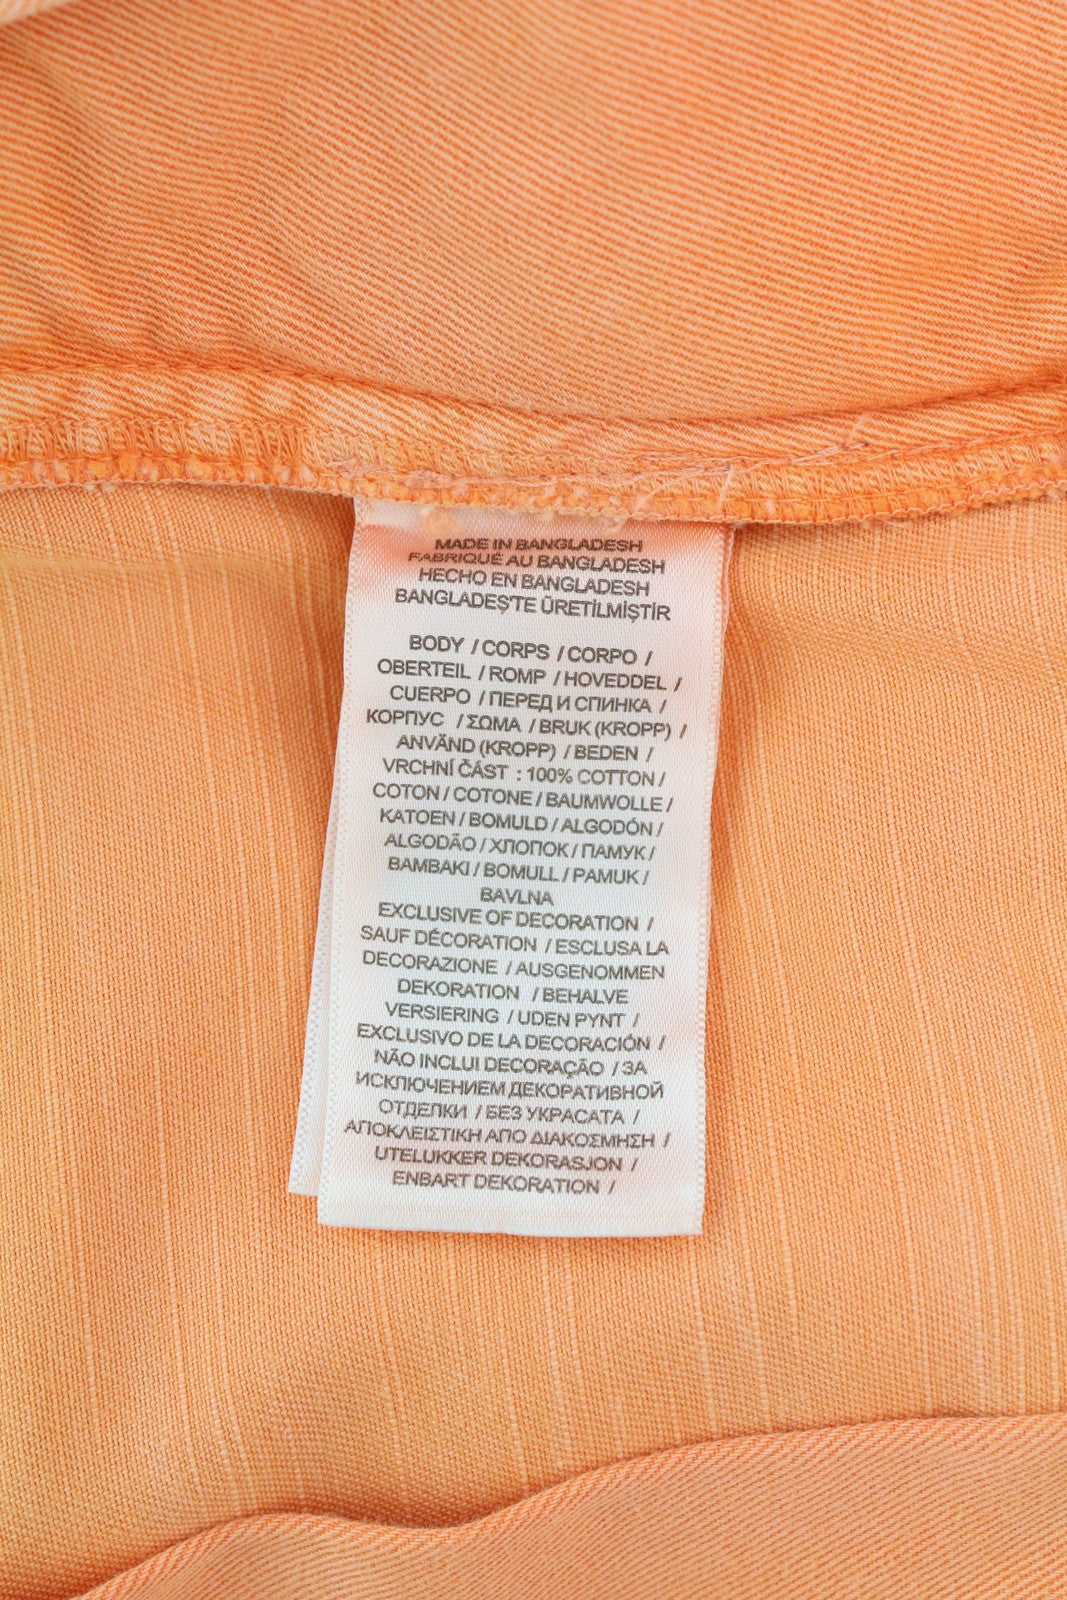 MADE IN BANGLADESH
FABRIQUÉ AU BANGLADESH
HECHO EN BANGLADESH
BANGLADEŞ'TE ÜRETİLMİŞTİR
BODY / CORPS / CORPO /
OBERTEIL / ROMP / HOVEDDEL /
CUERPO / ПЕРЕД И СПИНКА /
КОРПУС / ΣΩΜΑ / BRUK (KROPP) /
ANVÄND (KROPP) / BEDEN /
VRCHNÍ ČÁST : 100% COTTON /
COTON / COTONE / BAUMWOLLE /
KATOEN / BOMULD / ALGODÓN /
ALGODÃO / ХЛОПОК / ПАМУК /
ΒΑΜΒΑΚΙ / BOMULL / PAMUK /
BAVLNA
EXCLUSIVE OF DECORATION /
SAUF DÉCORATION / ESCLUSA LA
DECORAZIONE / AUSGENOMMEN
DEKORATION / BEHALVE
VERSIERING / UDEN PYNT /
EXCLUSIVO DE LA DECORACIÓN /
NÃO INCLUI DECORAÇÃO / ЗА
ИСКЛЮЧЕНИЕМ ДЕКОРАТИВНОЙ
ОТДЕЛКИ / БЕЗ УКРАСАТА /
ΑΠΟΚΛΕΙΣΤΙΚΗ ΑΠΟ ΔΙΑΚΟΣΜΗΣΗ /
UTELUKKER DEKORASJON /
ENBART DEKORATION /